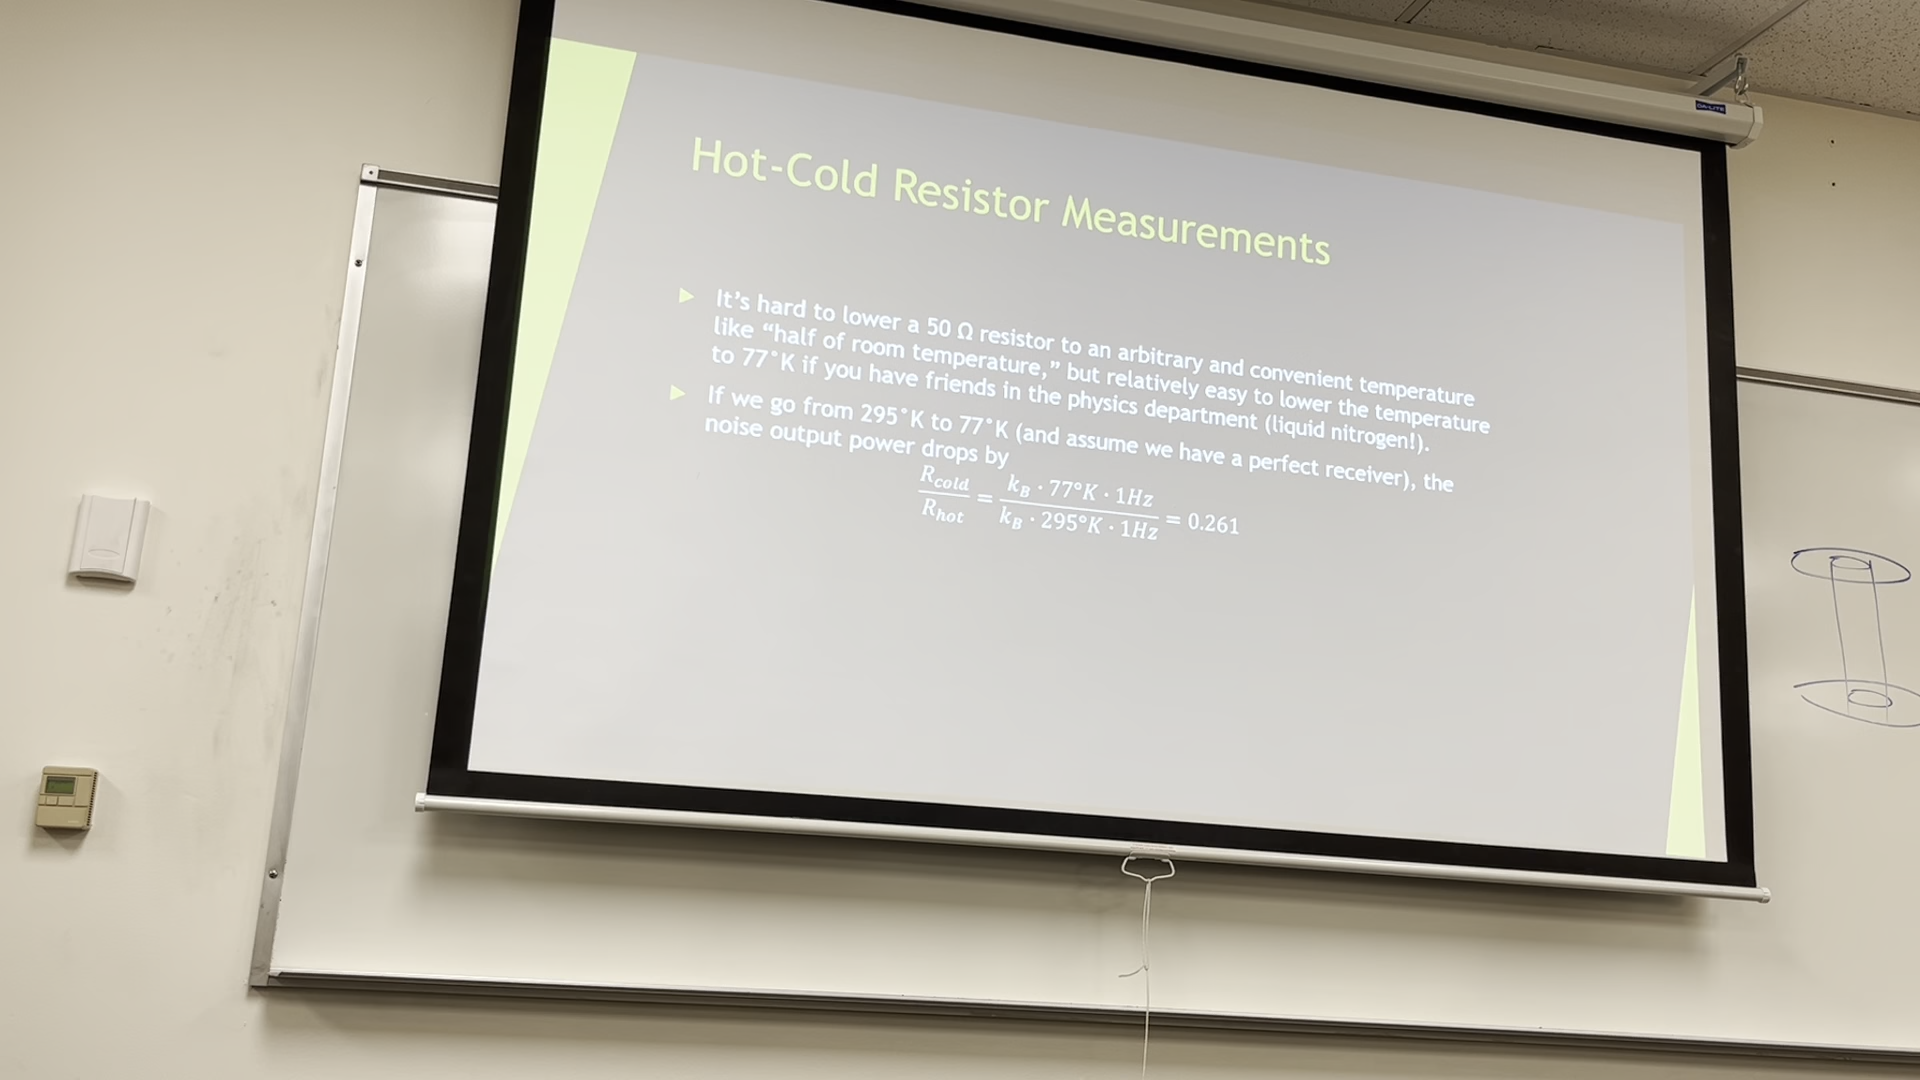 DA-LITE
Hot-Cold Resistor Measurements
It's hard to lower a 50 Ω resistor to an arbitrary and convenient temperature
like “half of room temperature,” but relatively easy to lower the temperature
to 77°K if you have friends in the physics department (liquid nitrogen!).
If we go from 295°K to 77°K (and assume we have a perfect receiver), the
noise output power drops by
R_cold / R_hot = k_B · 77°K · 1Hz / k_B · 295°K · 1Hz = 0.261